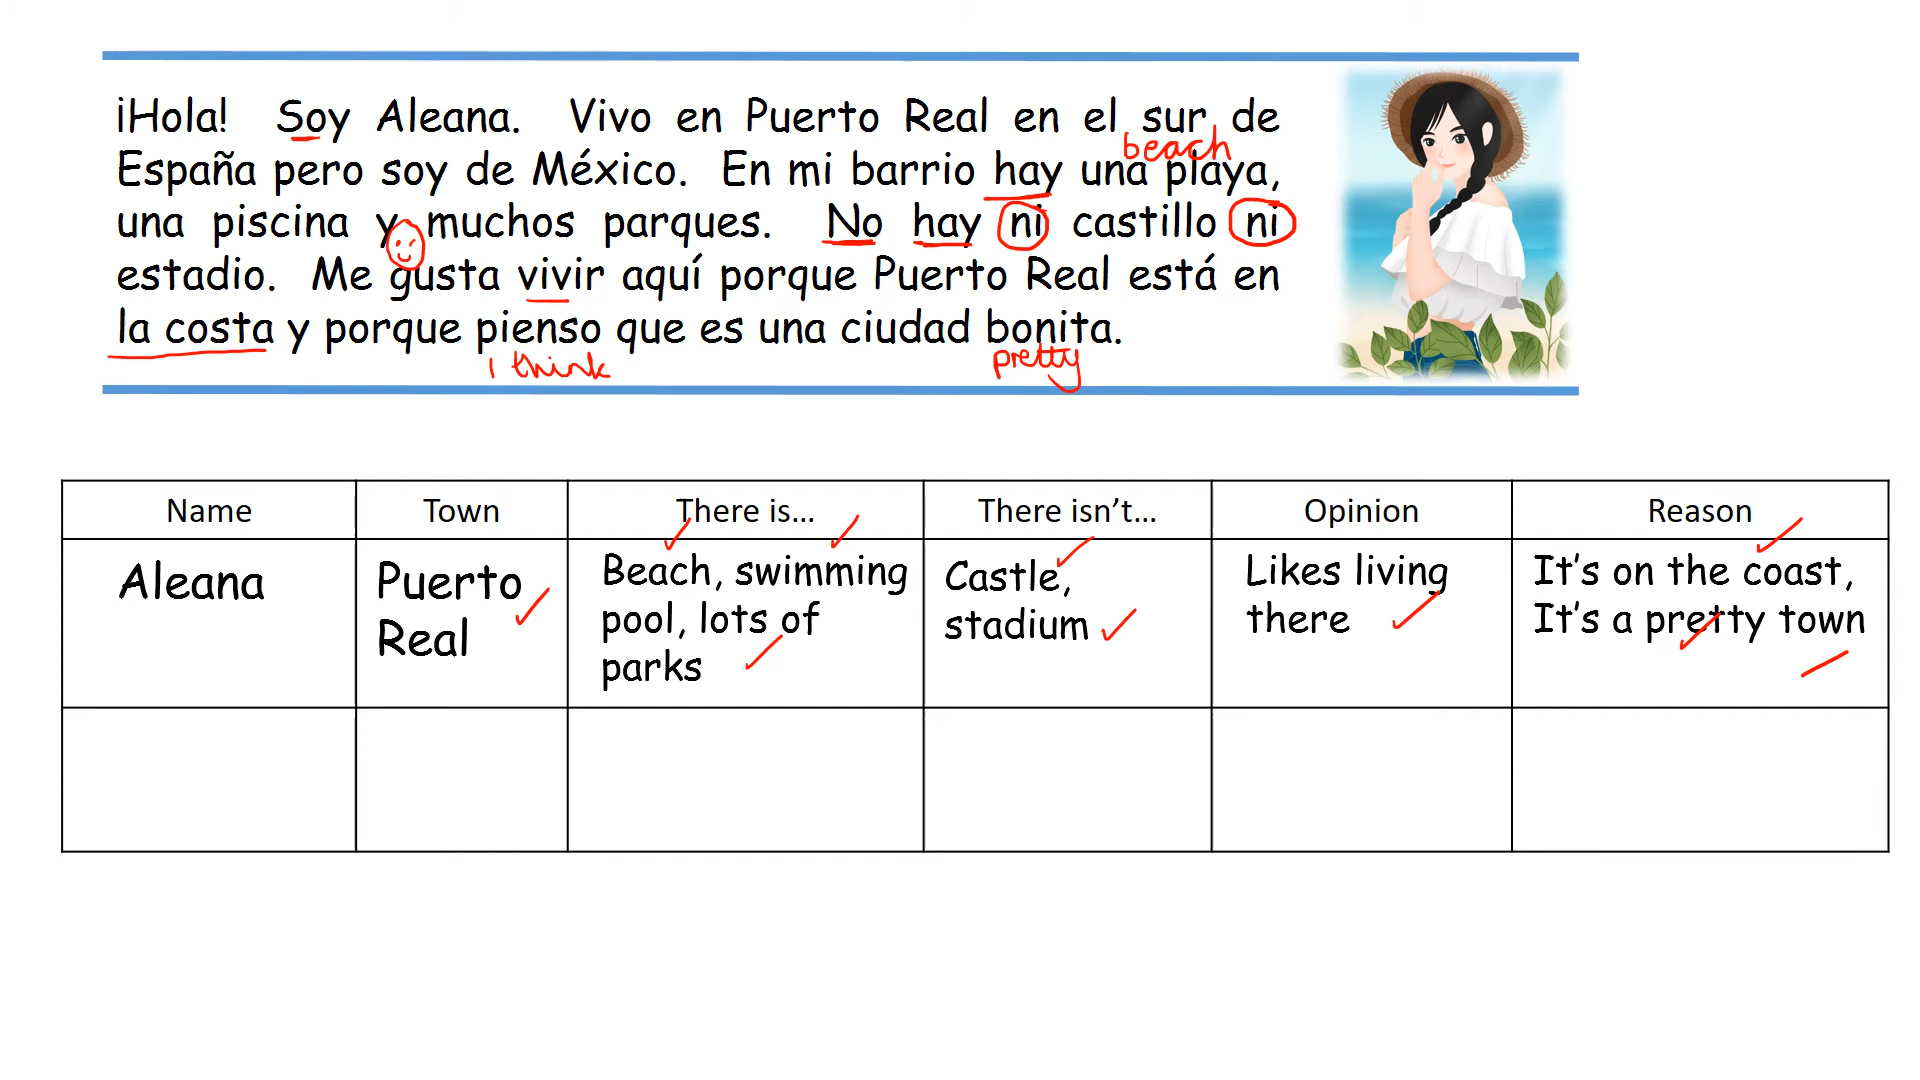 ¡Hola! Soy Aleana. Vivo en Puerto Real en el sur de
beach
España pero soy de México. En mi barrio hay una playa,
una piscina y muchos parques. No hay ni castillo ni
estadio. Me gusta vivir aquí porque Puerto Real está en
la costa y porque pienso que es una ciudad bonita.
I think pretty
Name Town There is... There isn't... Opinion Reason
Aleana
Puerto
Real
Beach, swimming
pool, lots of
parks
Castle,
stadium
Likes living
there
It's on the coast,
It's a pretty town